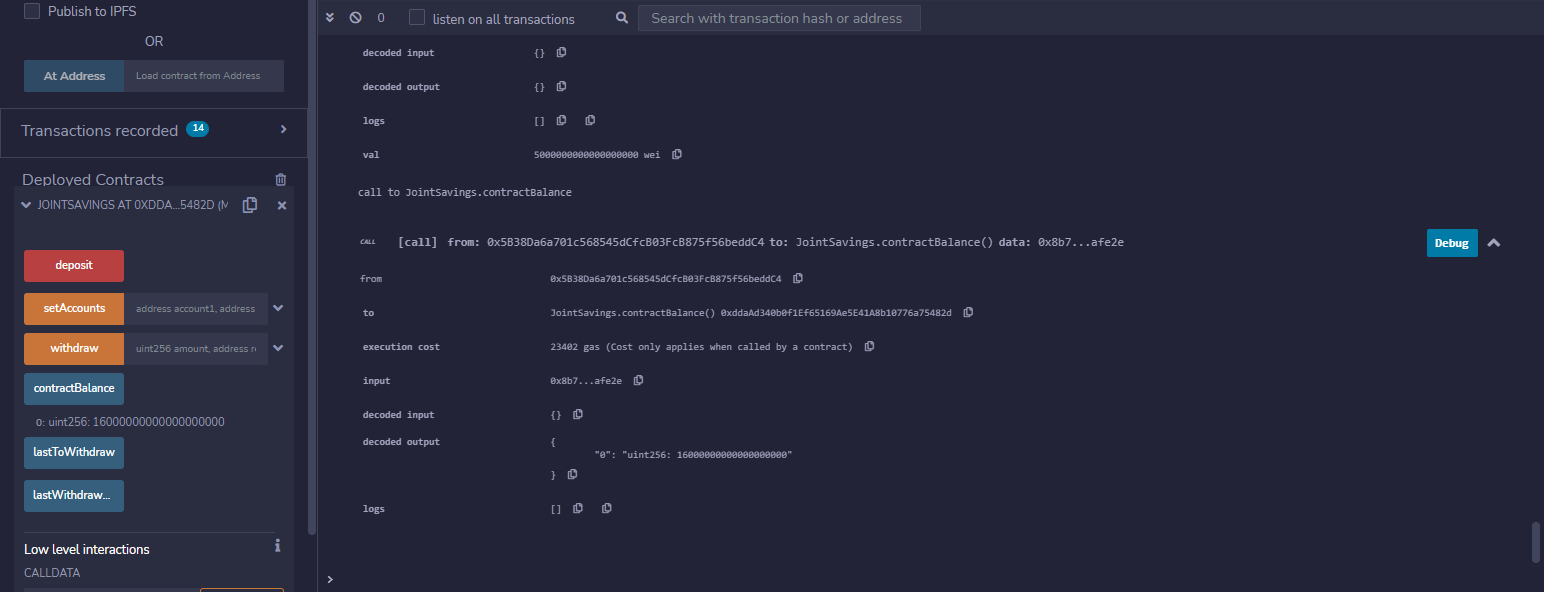 Publish to IPFS
OR
At Address Load contract from Address
Transactions recorded 14
Deployed Contracts
JOINTSAVINGS AT 0XDDA...5482D (M
deposit
setAccounts address account1, address
withdraw uint256 amount, address re
contractBalance
0: uint256: 16000000000000000000
lastToWithdraw
lastWithdraw...
Low level interactions
CALLDATA
0 listen on all transactions Search with transaction hash or address
decoded input {}
decoded output {}
logs []
val 5000000000000000000 wei
call to JointSavings.contractBalance
CALL [call] from: 0x5B38Da6a701c568545dCfcB03FcB875f56beddC4 to: JointSavings.contractBalance() data: 0x8b7...afe2e Debug
from 0x5B38Da6a701c568545dCfcB03FcB875f56beddC4
to JointSavings.contractBalance() 0xddaAd340b0f1Ef65169Ae5E41A8b10776a75482d
execution cost 23402 gas (Cost only applies when called by a contract)
input 0x8b7...afe2e
decoded input {}
decoded output {
"0": "uint256: 16000000000000000000"
}
logs []
>